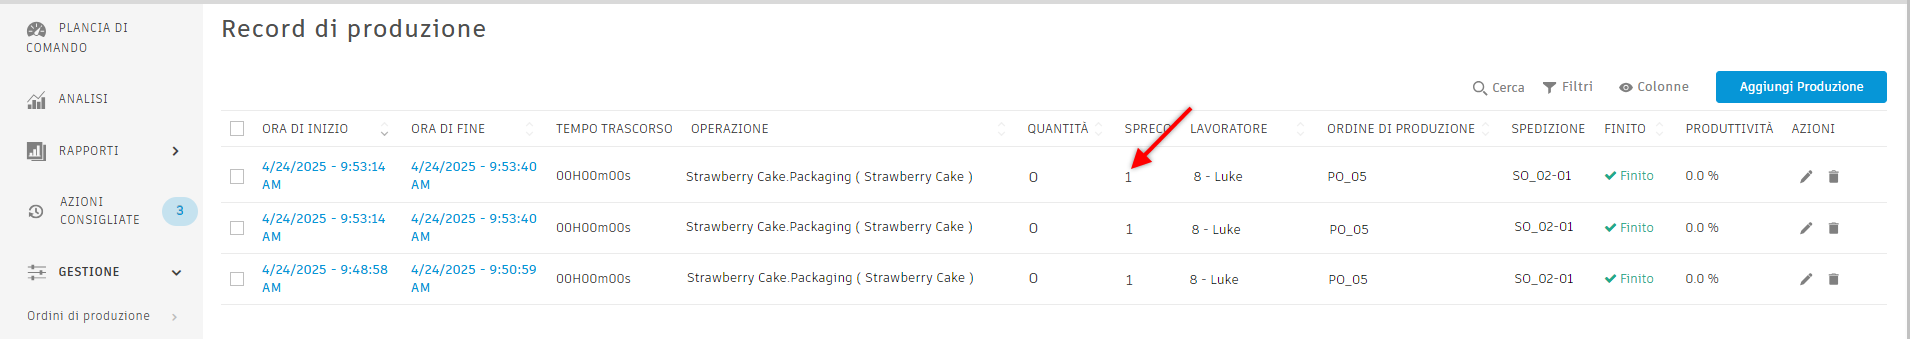 PLANCIA DI
COMANDO
ANALISI
RAPPORTI
AZIONI
CONSIGLIATE
3
GESTIONE
Ordini di produzione
Record di produzione
Cerca Filtri Colonne Aggiungi Produzione
ORA DI INIZIO ORA DI FINE TEMPO TRASCORSO OPERAZIONE QUANTITÀ SPRECO LAVORATORE ORDINE DI PRODUZIONE SPEDIZIONE FINITO PRODUTTIVITÀ AZIONI
4/24/2025 - 9:53:14 4/24/2025 - 9:53:40
AM AM
00H00m00s Strawberry Cake.Packaging ( Strawberry Cake ) 0 1 8 - Luke PO_05 SO_02-01 Finito 0.0 %
4/24/2025 - 9:53:14 4/24/2025 - 9:53:40
AM AM
00H00m00s Strawberry Cake.Packaging ( Strawberry Cake ) 0 1 8 - Luke PO_05 SO_02-01 Finito 0.0 %
4/24/2025 - 9:48:58 4/24/2025 - 9:50:59
AM AM
00H00m00s Strawberry Cake.Packaging ( Strawberry Cake ) 0 1 8 - Luke PO_05 SO_02-01 Finito 0.0 %